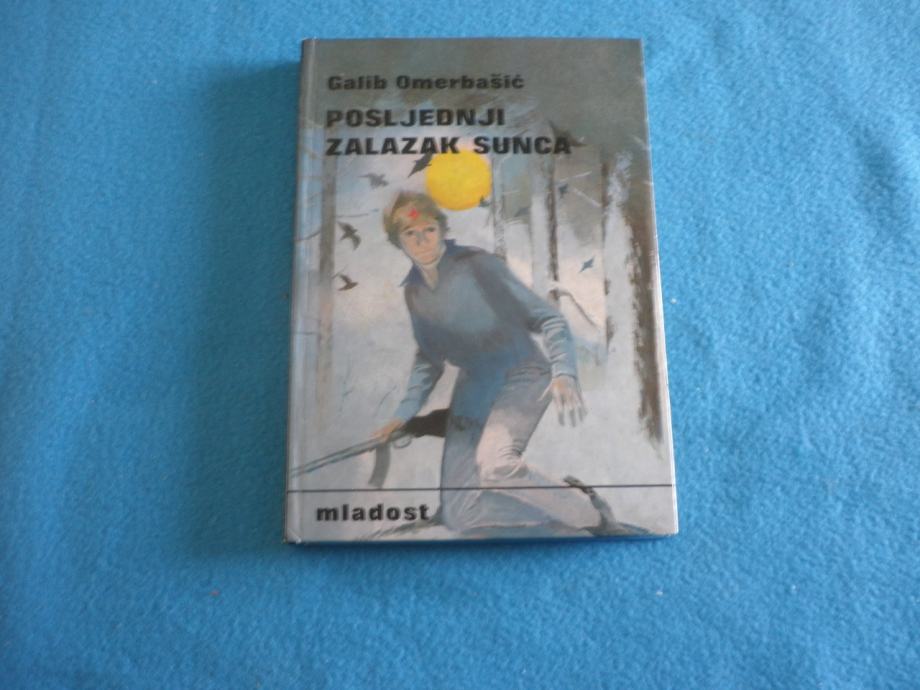 Galib Omerbašić
POSLJEDNJI
ZALAZAK SUNCA
mladost